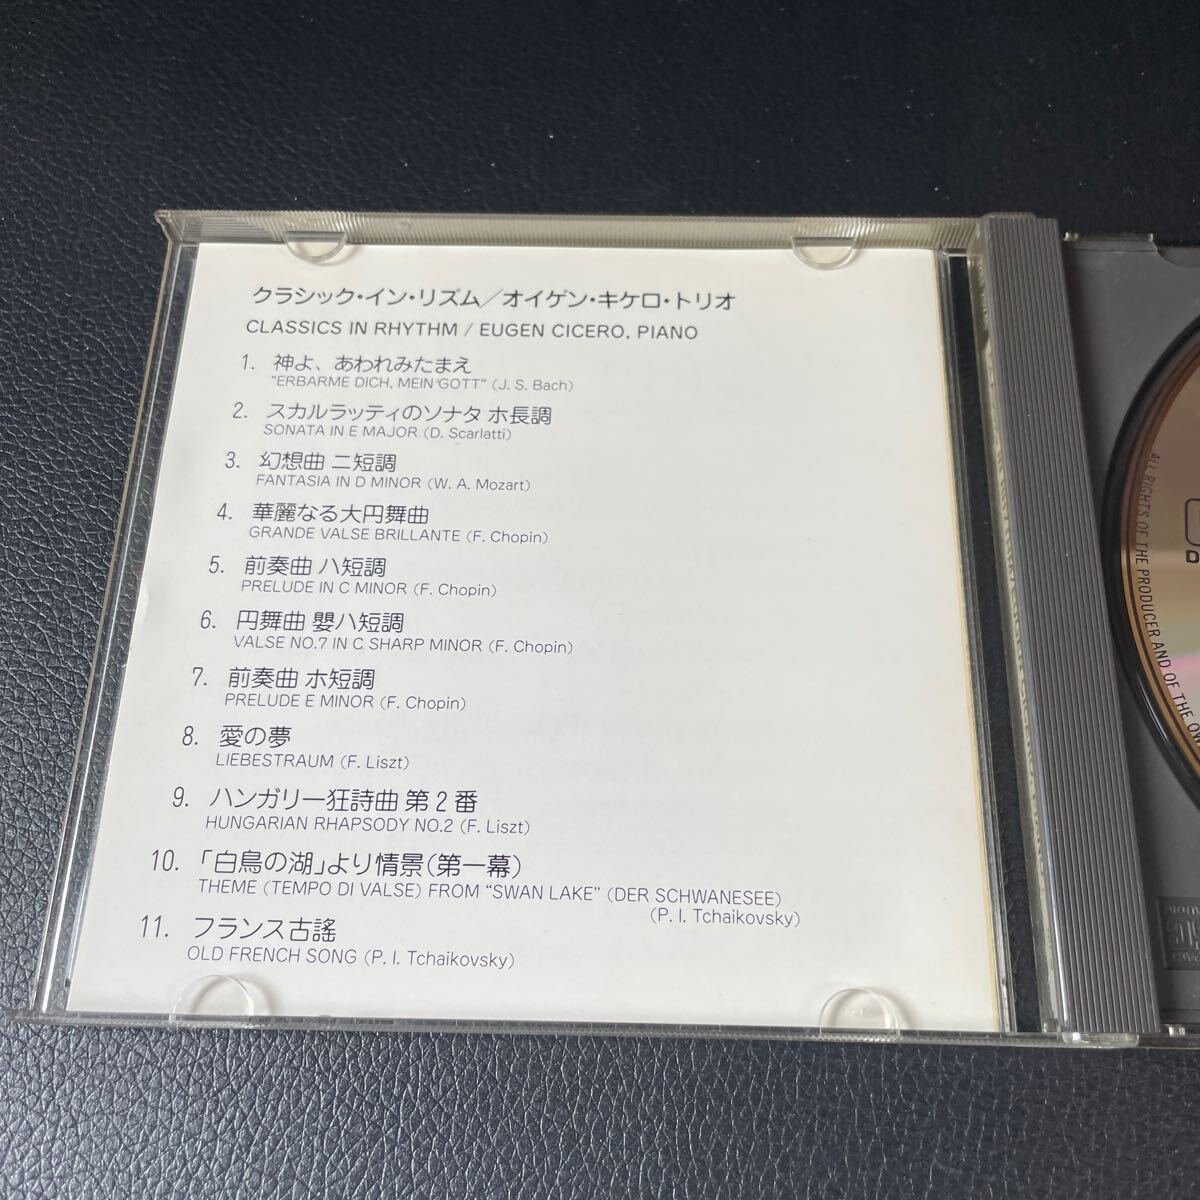 クラシック・イン・リズム／オイゲン・キケロ・トリオ
CLASSICS IN RHYTHM / EUGEN CICERO, PIANO
1. 神よ、あわれみたまえ
"ERBARME DICH, MEIN GOTT" (J. S. Bach)
2. スカルラッティのソナタ ホ長調
SONATA IN E MAJOR (D. Scarlatti)
3. 幻想曲 ニ短調
FANTASIA IN D MINOR (W. A. Mozart)
4. 華麗なる大円舞曲
GRANDE VALSE BRILLANTE (F. Chopin)
5. 前奏曲 ハ短調
PRELUDE IN C MINOR (F. Chopin)
6. 円舞曲 嬰ハ短調
VALSE NO.7 IN C SHARP MINOR (F. Chopin)
7. 前奏曲 ホ短調
PRELUDE E MINOR (F. Chopin)
8. 愛の夢
LIEBESTRAUM (F. Liszt)
9. ハンガリー狂詩曲 第2番
HUNGARIAN RHAPSODY NO.2 (F. Liszt)
10. 「白鳥の湖」より情景(第一幕)
THEME (TEMPO DI VALSE) FROM "SWAN LAKE" (DER SCHWANESEE)
(P. I. Tchaikovsky)
11. フランス古謠
OLD FRENCH SONG (P. I. Tchaikovsky)
ALL RIGHTS OF THE PRODUCER AND OF THE